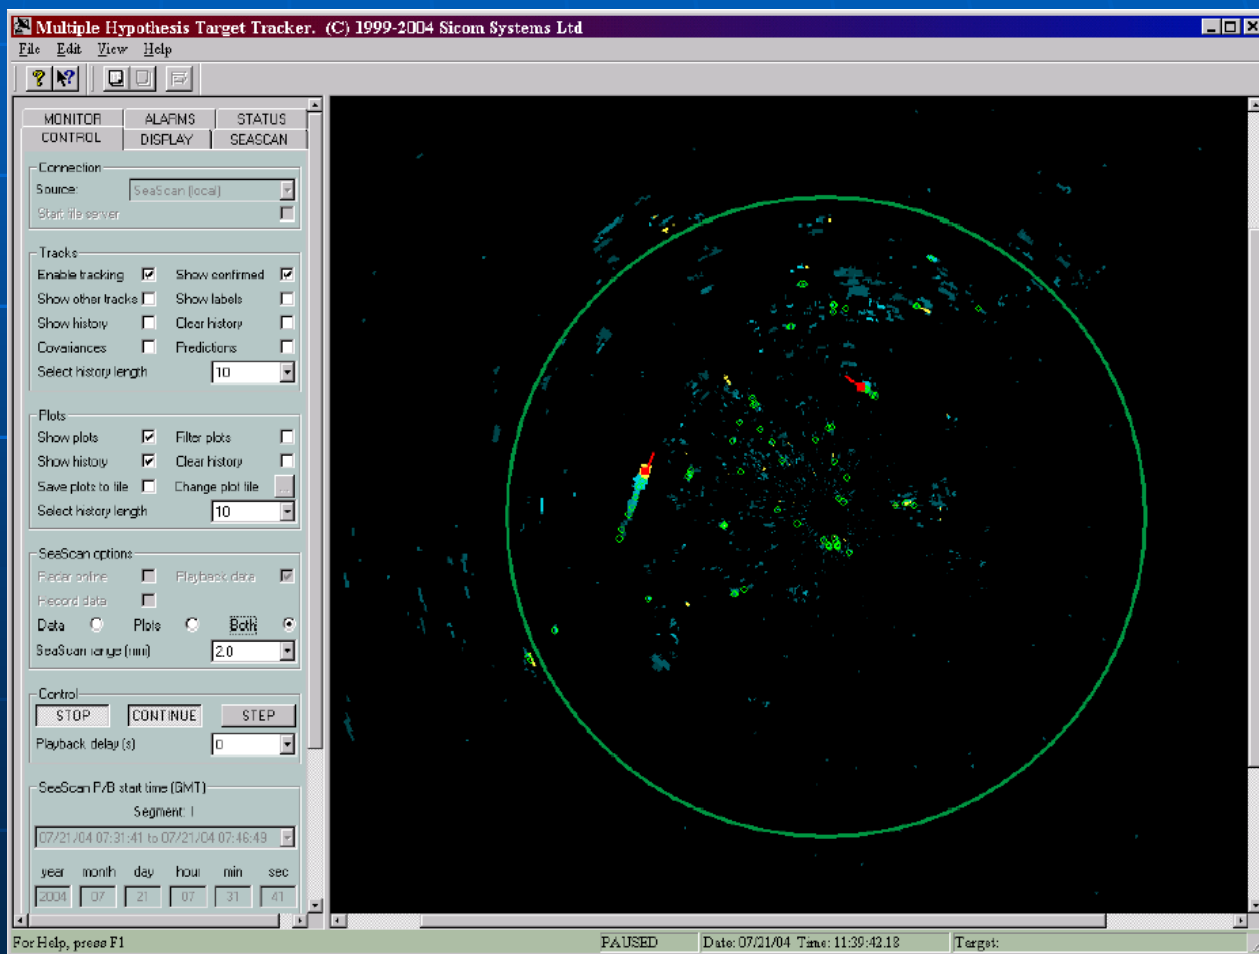 Multiple Hypothesis Target Tracker. (C) 1999-2004 Sicom Systems Ltd
File Edit View Help
MONITOR ALARMS STATUS
CONTROL DISPLAY SEASCAN
Connection
Source: SeaScan (local)
Start file server
Tracks
Enable tracking Show confirmed
Show other tracks Show labels
Show history Clear history
Covariances Predictions
Select history length 10
Plots
Show plots Filter plots
Show history Clear history
Save plots to file Change plot file ...
Select history length 10
SeaScan options
Radar online Playback data
Record data
Data Plots Both
SeaScan range (nmi) 2.0
Control
STOP CONTINUE STEP
Playback delay (s) 0
SeaScan P/B start time (GMT)
Segment: 1
07/21/04 07:31:41 to 07/21/04 07:46:49
year month day hour min sec
2004 07 21 07 31 41
For Help, press F1 PAUSED Date: 07/21/04 Time: 11:39:42.18 Target: